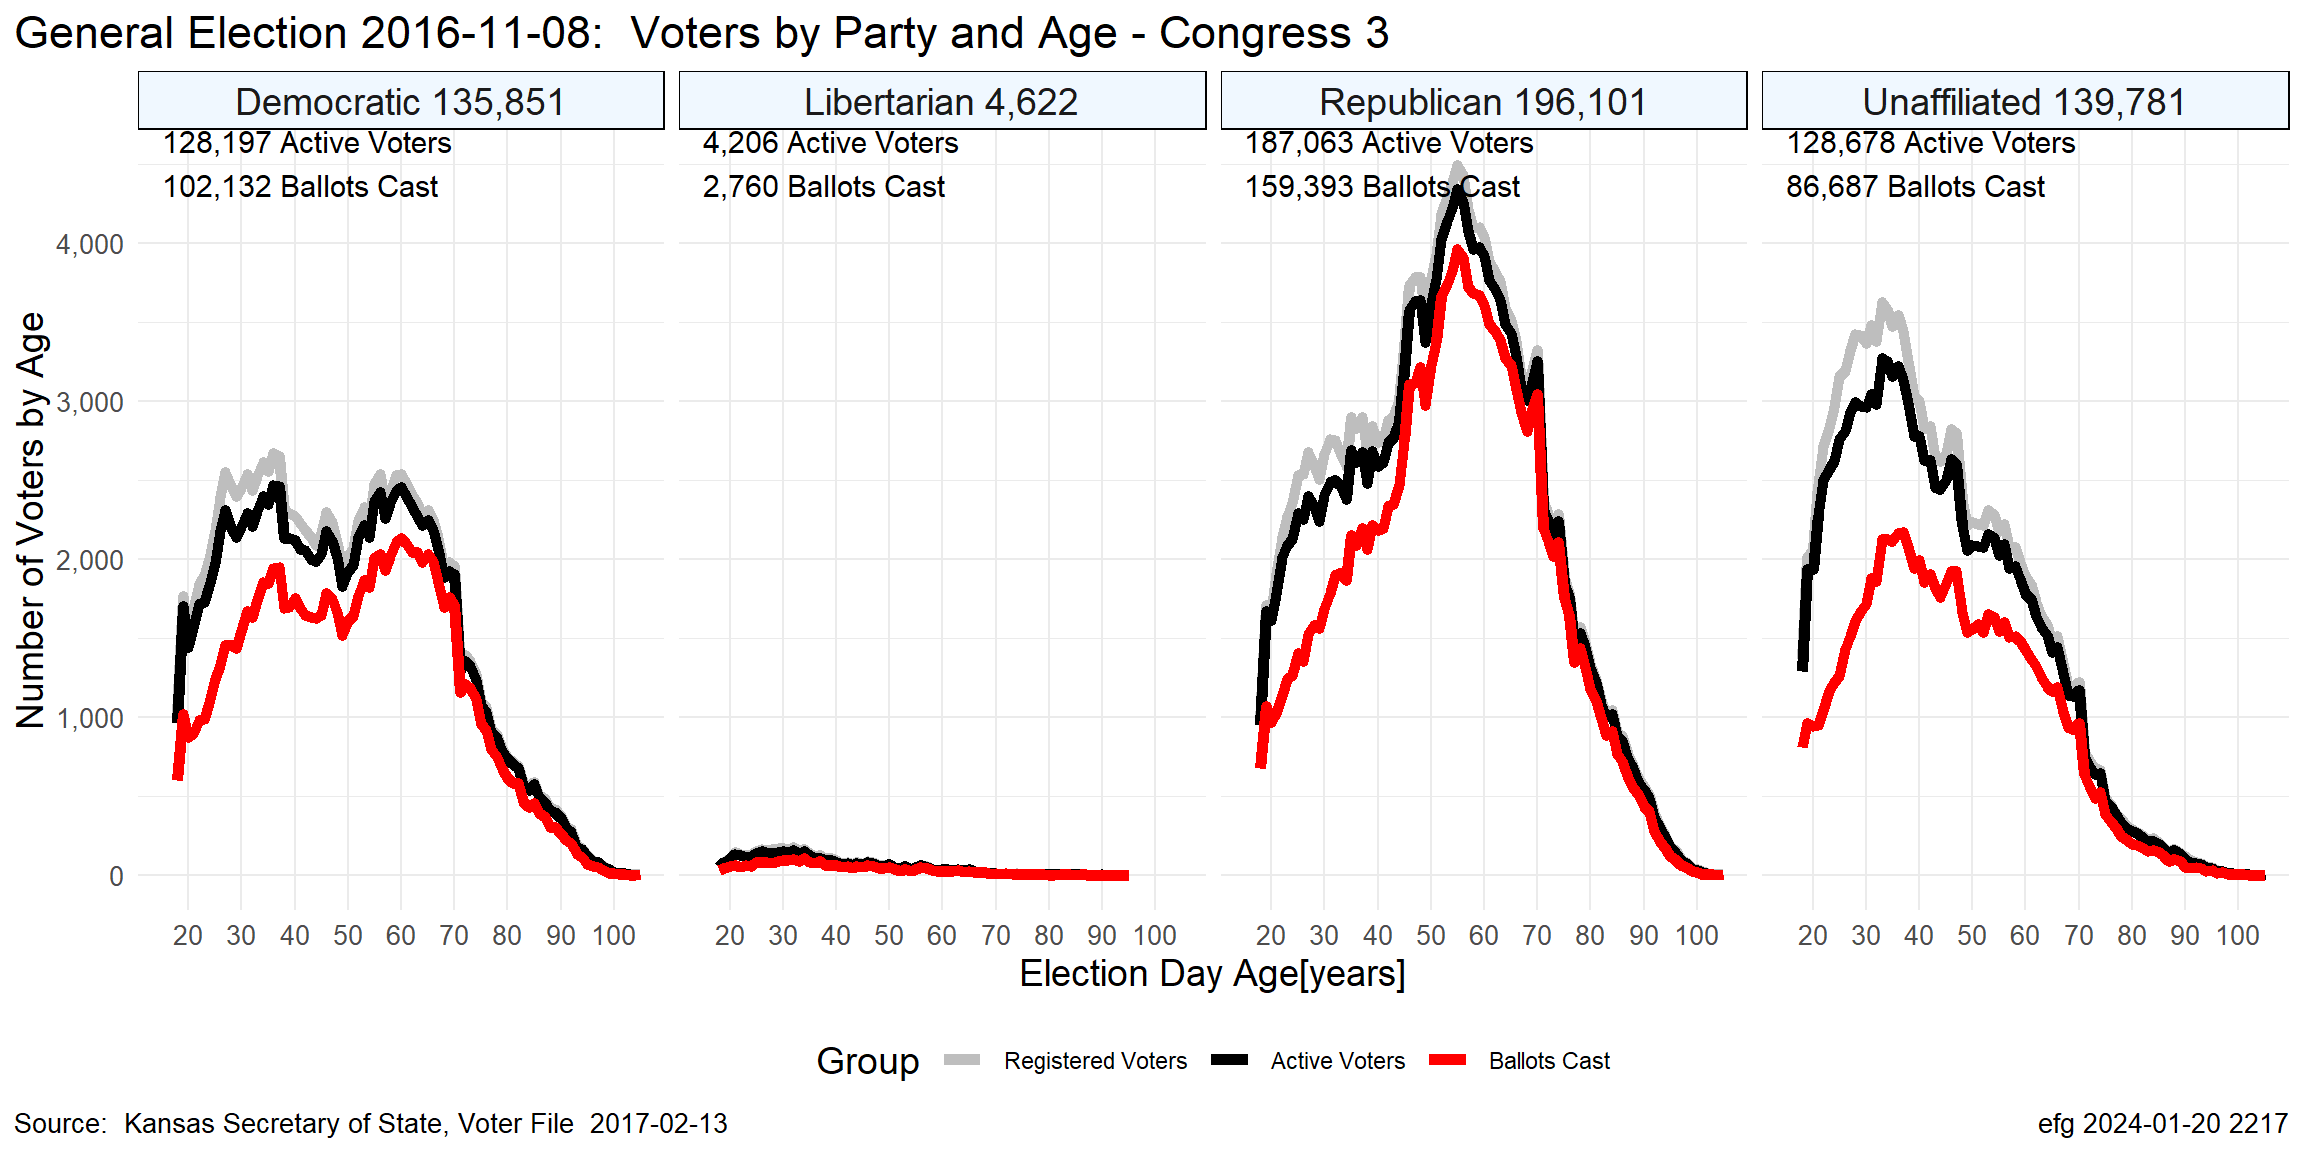 General Election 2016-11-08:  Voters by Party and Age - Congress 3
Democratic 135,851
Libertarian 4,622
Republican 196,101
Unaffiliated 139,781
128,197 Active Voters
102,132 Ballots Cast
4,206 Active Voters
2,760 Ballots Cast
187,063 Active Voters
159,393 Ballots Cast
128,678 Active Voters
86,687 Ballots Cast
Number of Voters by Age
4,000
3,000
2,000
1,000
0
20 30 40 50 60 70 80 90 100
20 30 40 50 60 70 80 90 100
20 30 40 50 60 70 80 90 100
20 30 40 50 60 70 80 90 100
Election Day Age[years]
Group Registered Voters Active Voters Ballots Cast
Source:  Kansas Secretary of State, Voter File  2017-02-13
efg 2024-01-20 2217